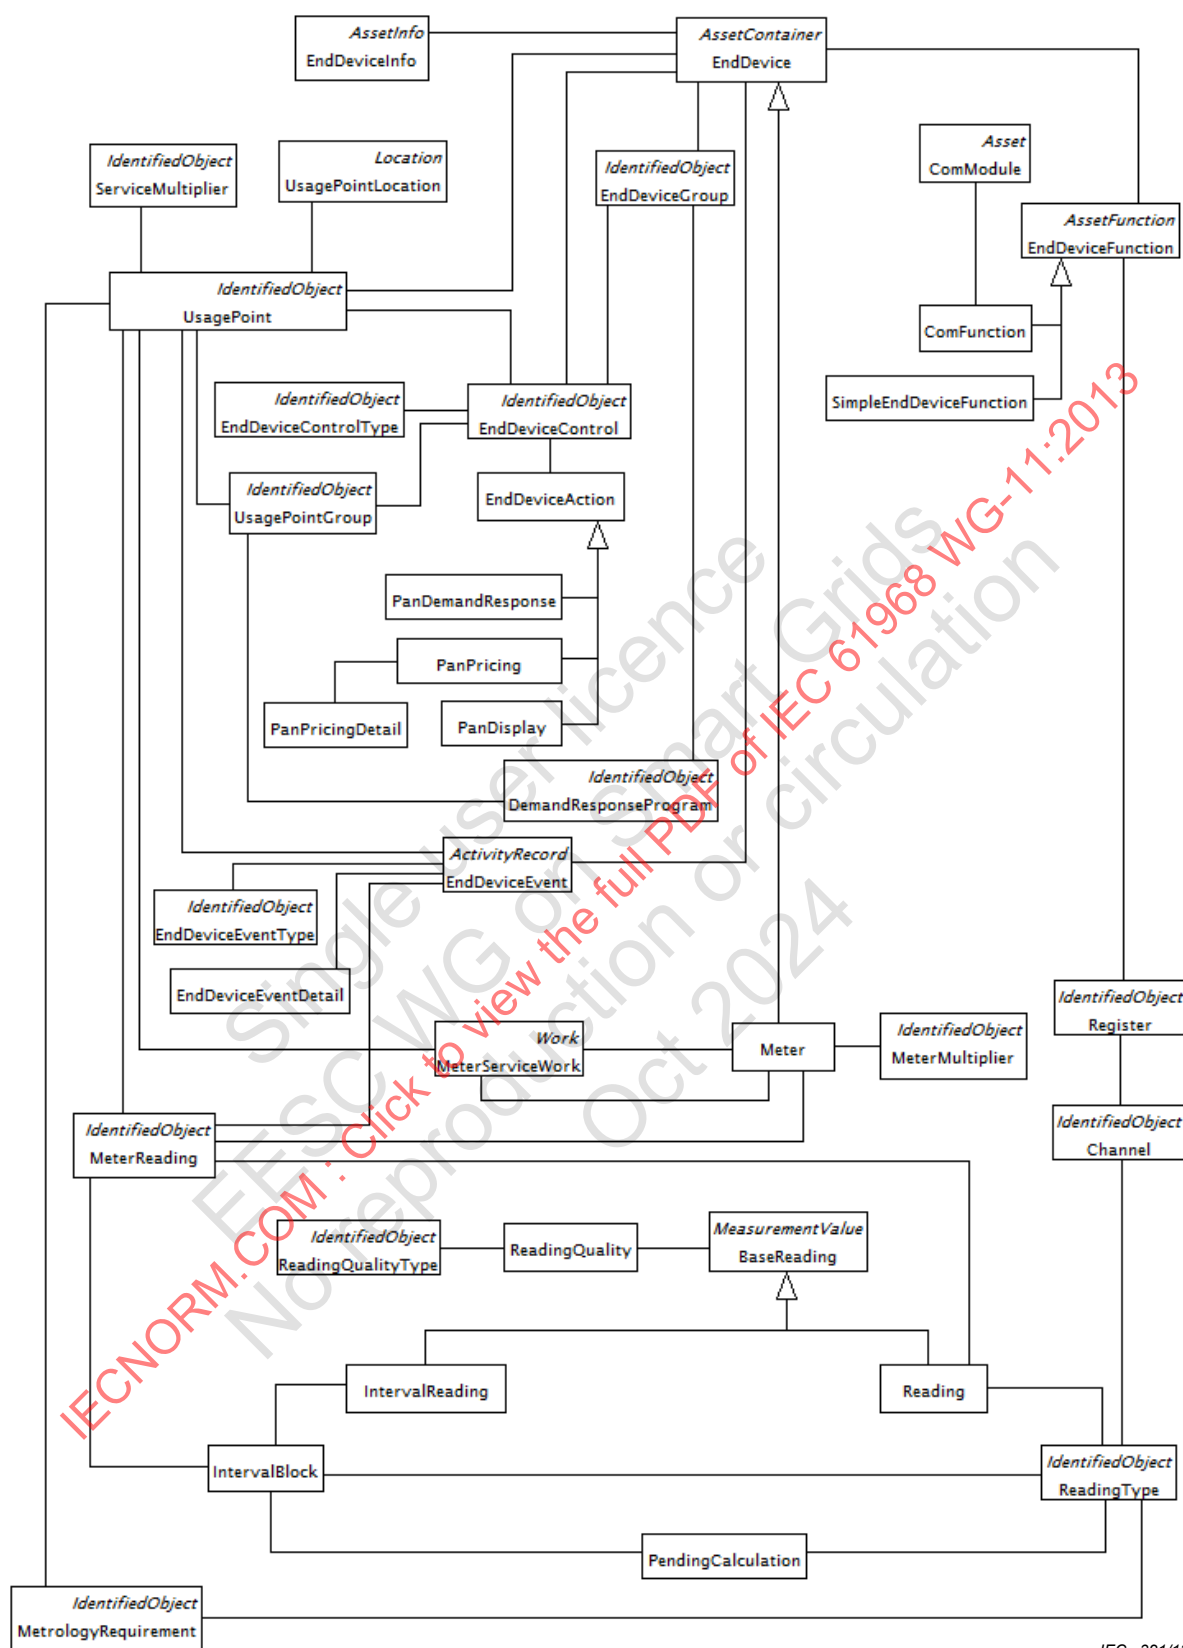 AssetInfo
EndDeviceInfo
AssetContainer
EndDevice
IdentifiedObject
ServiceMultiplier
Location
UsagePointLocation
IdentifiedObject
EndDeviceGroup
Asset
ComModule
AssetFunction
EndDeviceFunction
IdentifiedObject
UsagePoint
ComFunction
SimpleEndDeviceFunction
IdentifiedObject
EndDeviceControlType
IdentifiedObject
EndDeviceControl
IdentifiedObject
UsagePointGroup
EndDeviceAction
PanDemandResponse
PanPricing
PanPricingDetail
PanDisplay
IdentifiedObject
DemandResponseProgram
ActivityRecord
EndDeviceEvent
IdentifiedObject
EndDeviceEventType
EndDeviceEventDetail
Work
MeterServiceWork
Meter
IdentifiedObject
MeterMultiplier
IdentifiedObject
Register
IdentifiedObject
Channel
IdentifiedObject
MeterReading
IdentifiedObject
ReadingQualityType
ReadingQuality
MeasurementValue
BaseReading
IntervalReading
Reading
IntervalBlock
IdentifiedObject
ReadingType
PendingCalculation
IdentifiedObject
MetrologyRequirement
Single user licence
EESC WG on Smart Grids
No reproduction or circulation
Oct 2024
IECNORM.COM : Click to view the full PDF of IEC 61968 WG-11:2013